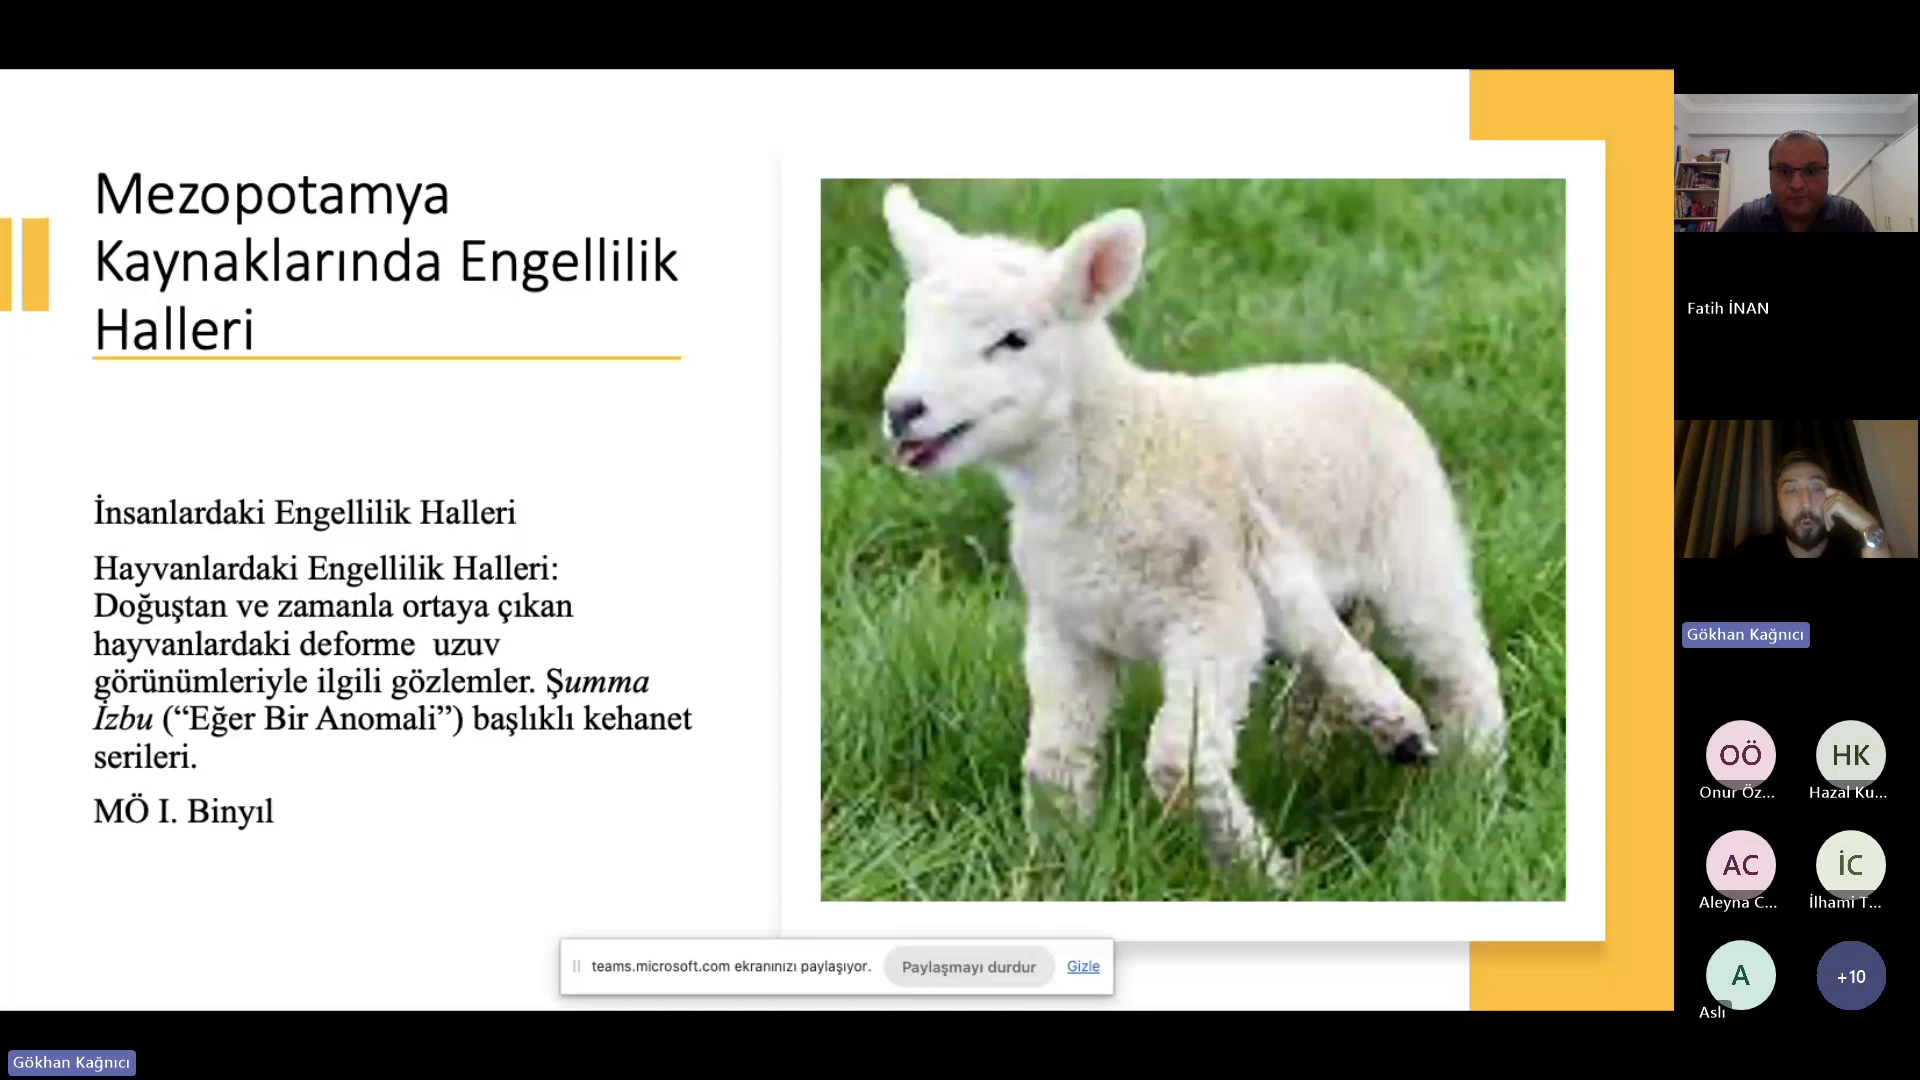 Mezopotamya
Kaynaklarında Engellilik
Halleri
İnsanlardaki Engellilik Halleri
Hayvanlardaki Engellilik Halleri:
Doğuştan ve zamanla ortaya çıkan
hayvanlardaki deforme uzuv
görünümleriyle ilgili gözlemler. Şumma
İzbu (“Eğer Bir Anomali”) başlıklı kehanet
serileri.
MÖ I. Binyıl
teams.microsoft.com ekranınızı paylaşıyor.
Paylaşmayı durdur
Gizle
Fatih İNAN
Gökhan Kağnıcı
OÖ
Onur Öz...
HK
Hazal Ku...
AC
Aleyna C...
İC
İlhami T...
A
Aslı
+10
Gökhan Kağnıcı